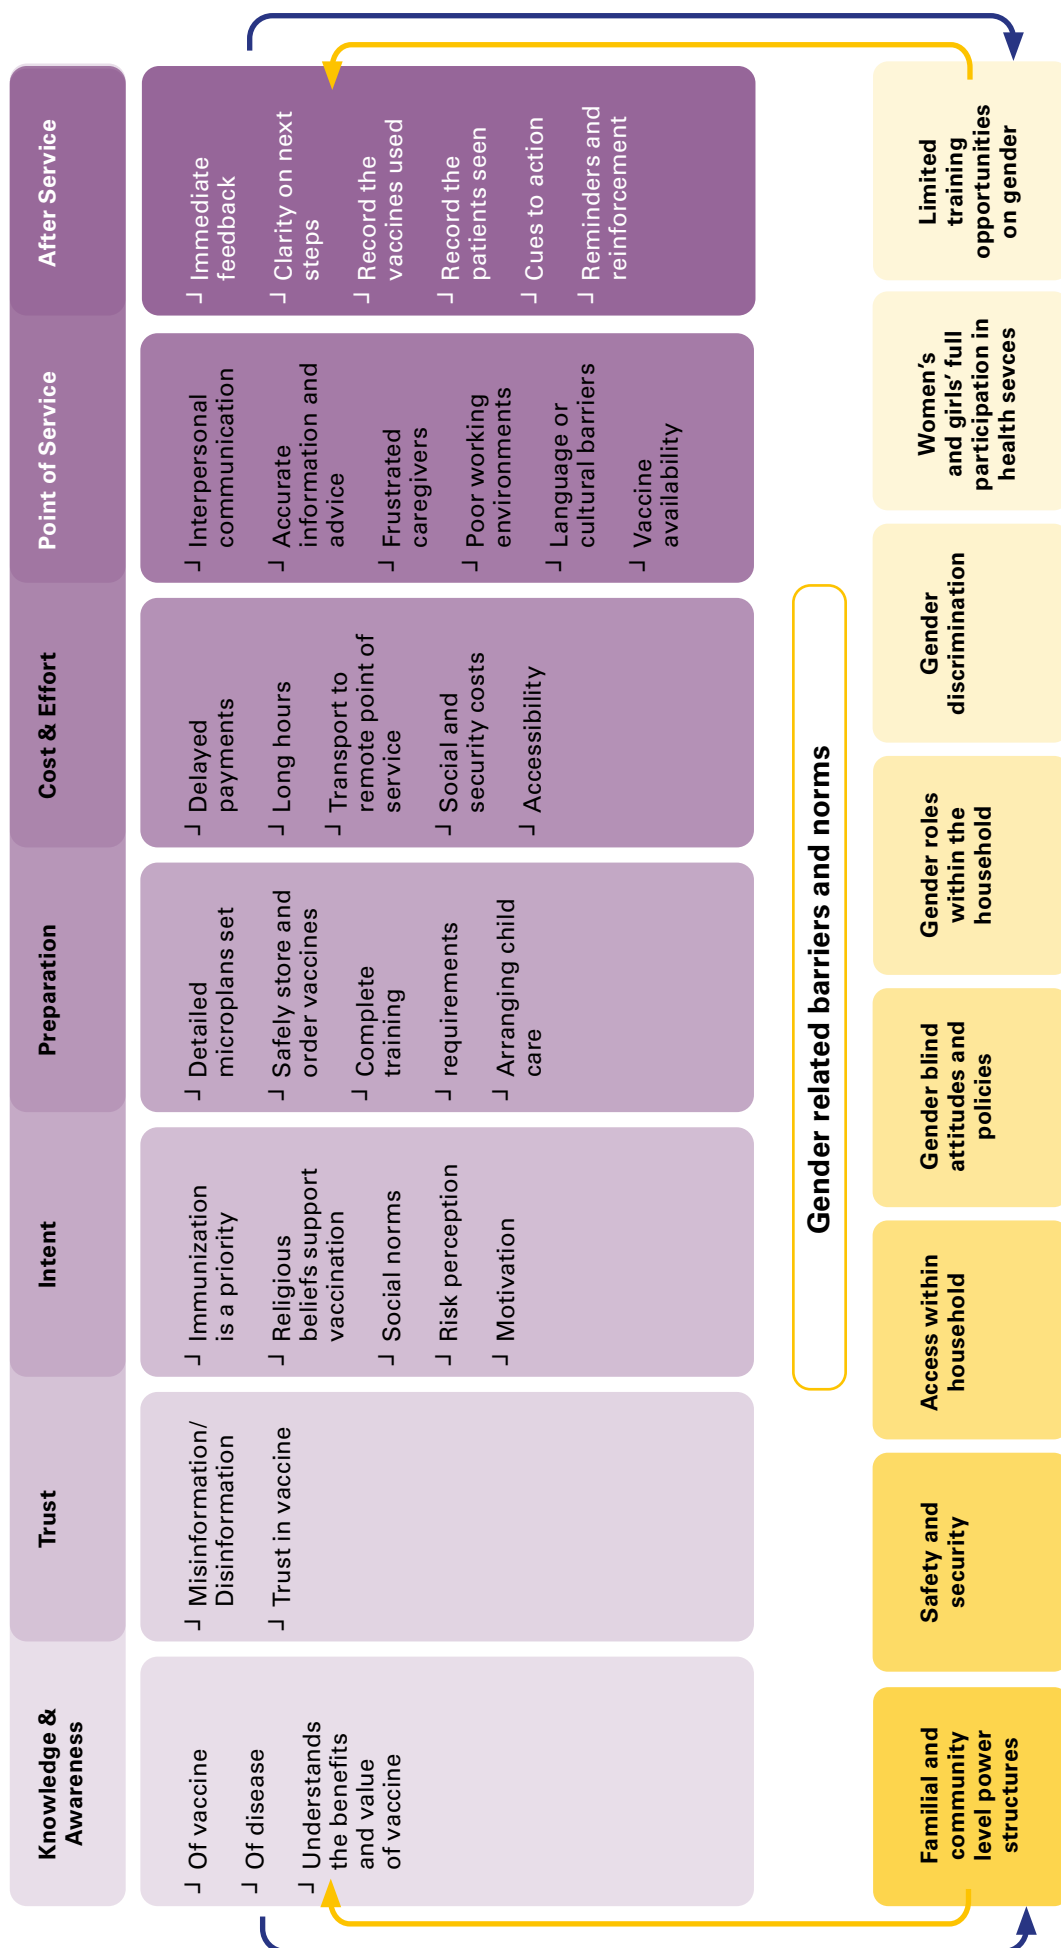 Knowledge &
Awareness
Trust
Intent
Preparation
Cost & Effort
Point of Service
After Service
Of vaccine
Of disease
Understands
the benefits
and value
of vaccine
Misinformation/
Disinformation
Trust in vaccine
Immunization
is a priority
Religious
beliefs support
vaccination
Social norms
Risk perception
Motivation
Detailed
microplans set
Safely store and
order vaccines
Complete
training
requirements
Arranging child
care
Delayed
payments
Long hours
Transport to
remote point of
service
Social and
security costs
Accessibility
Interpersonal
communication
Accurate
information and
advice
Frustrated
caregivers
Poor working
environments
Language or
cultural barriers
Vaccine
availability
Immediate
feedback
Clarity on next
steps
Record the
vaccines used
Record the
patients seen
Cues to action
Reminders and
reinforcement
Gender related barriers and norms
Familial and
community
level power
structures
Safety and
security
Access within
household
Gender blind
attitudes and
policies
Gender roles
within the
household
Gender
discrimination
Women’s
and girls’ full
participation in
health sevces
Limited
training
opportunities
on gender